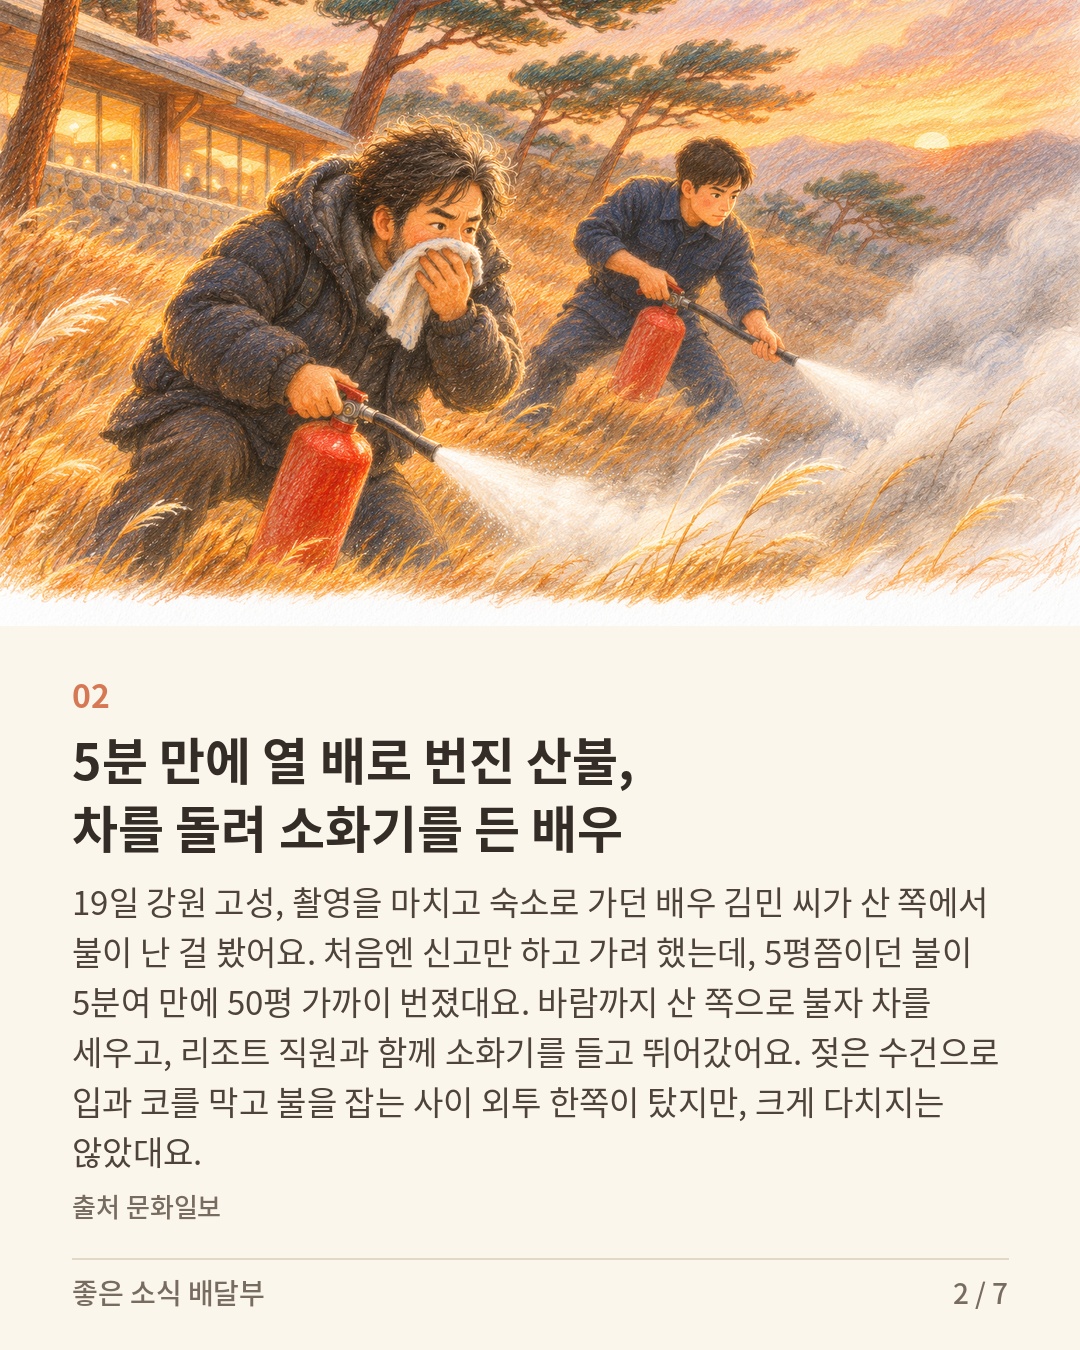 02
5분 만에 열 배로 번진 산불,
차를 돌려 소화기를 든 배우
19일 강원 고성, 촬영을 마치고 숙소로 가던 배우 김민 씨가 산 쪽에서
불이 난 걸 봤어요. 처음엔 신고만 하고 가려 했는데, 5평쯤이던 불이
5분여 만에 50평 가까이 번졌대요. 바람까지 산 쪽으로 불자 차를
세우고, 리조트 직원과 함께 소화기를 들고 뛰어갔어요. 젖은 수건으로
입과 코를 막고 불을 잡는 사이 외투 한쪽이 탔지만, 크게 다치지는
않았대요.
출처 문화일보
좋은 소식 배달부
2 / 7